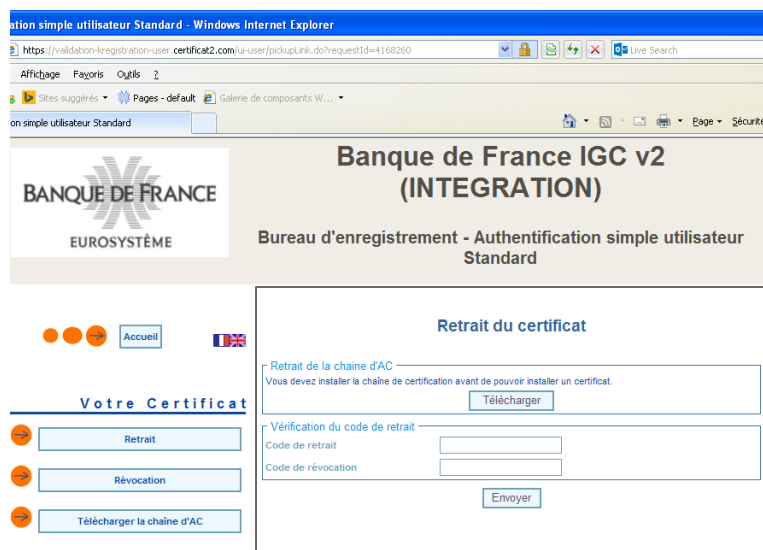 ation simple utilisateur Standard - Windows Internet Explorer
https://validation-kregistration-user.certificat2.com/ui-user/pickupLink.do?requestId=4168260
Live Search
Affichage Favoris Outils ?
Sites suggérés Pages - default Galerie de composants W...
on simple utilisateur Standard
Page Sécurité
BANQUE DE FRANCE
EUROSYSTÈME
Banque de France IGC v2
(INTEGRATION)
Bureau d'enregistrement - Authentification simple utilisateur
Standard
Accueil
Votre Certificat
Retrait
Révocation
Télécharger la chaîne d'AC
Retrait du certificat
Retrait de la chaine d'AC
Vous devez installer la chaîne de certification avant de pouvoir installer un certificat.
Télécharger
Vérification du code de retrait
Code de retrait
Code de révocation
Envoyer